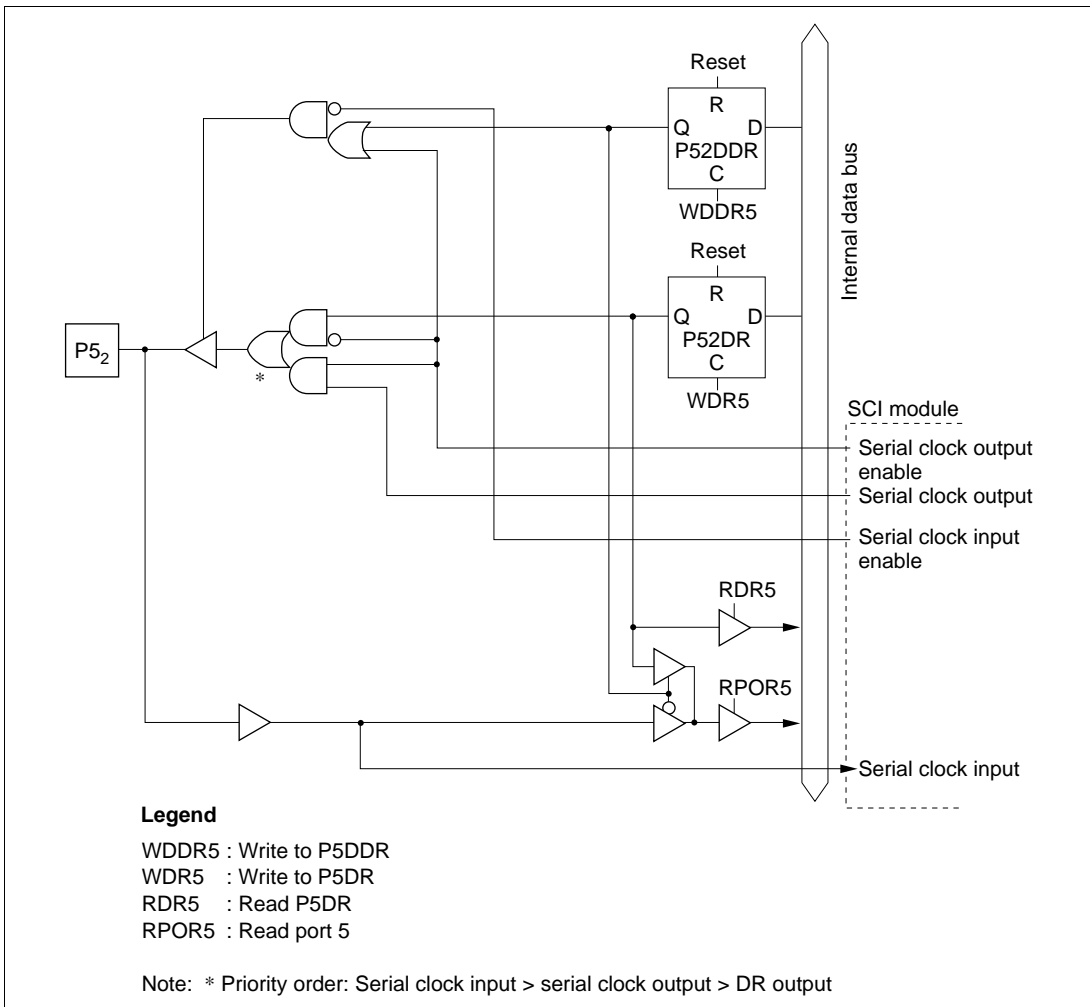 Reset
R
Q D
P52DDR
C
WDDR5
Reset
R
Q D
P52DR
C
WDR5
Internal data bus
P5₂
*
SCI module
Serial clock output
enable
Serial clock output
Serial clock input
enable
RDR5
RPOR5
Serial clock input
Legend
WDDR5 : Write to P5DDR
WDR5 : Write to P5DR
RDR5 : Read P5DR
RPOR5 : Read port 5
Note: * Priority order: Serial clock input > serial clock output > DR output